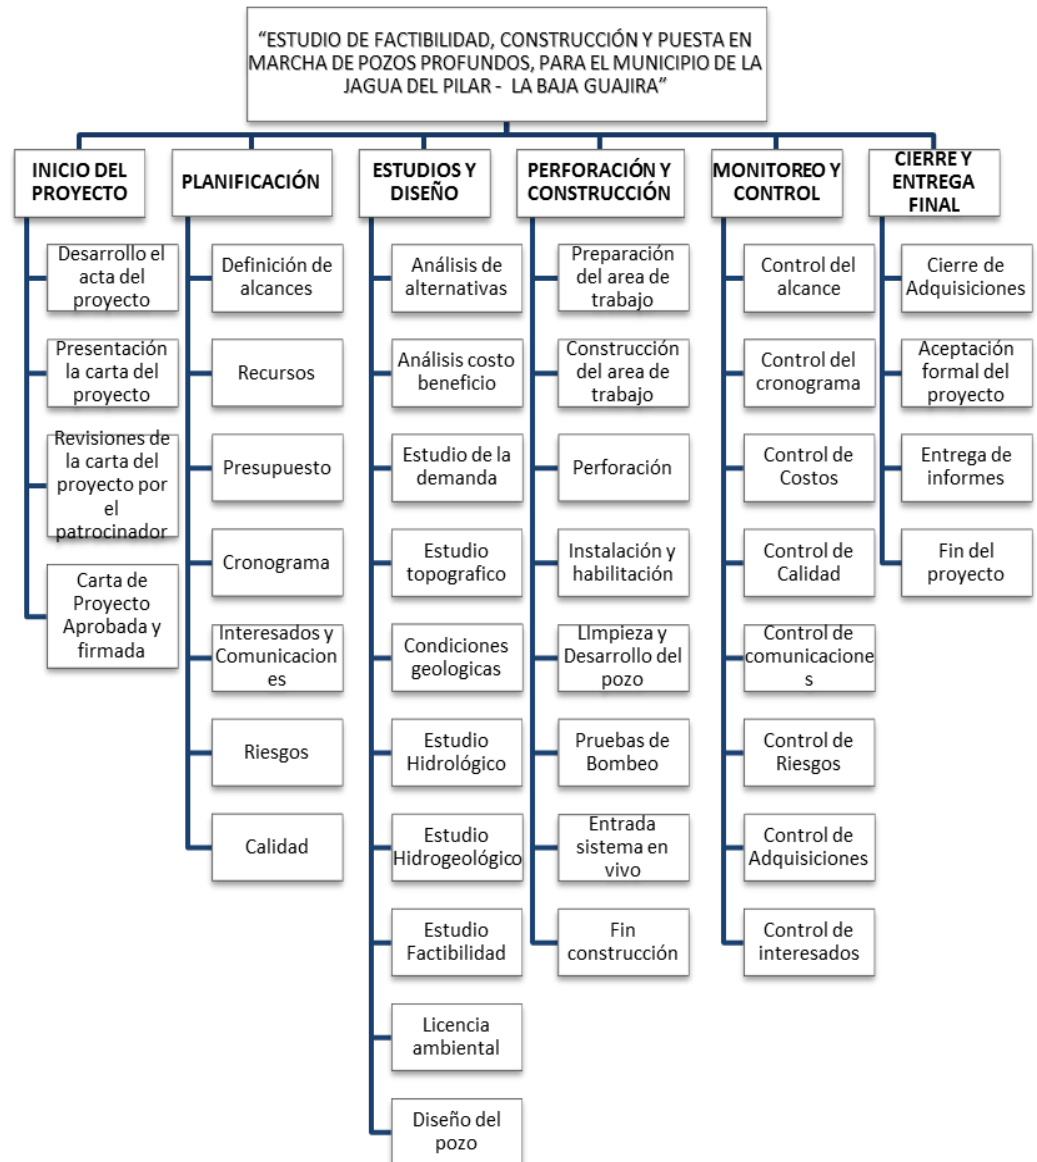 “ESTUDIO DE FACTIBILIDAD, CONSTRUCCIÓN Y PUESTA EN
MARCHA DE POZOS PROFUNDOS, PARA EL MUNICIPIO DE LA
JAGUA DEL PILAR - LA BAJA GUAJIRA”
INICIO DEL
PROYECTO
Desarrollo el
acta del
proyecto
Presentación
la carta del
proyecto
Revisiones de
la carta del
proyecto por
el
patrocinador
Carta de
Proyecto
Aprobada y
firmada
PLANIFICACIÓN
Definición de
alcances
Recursos
Presupuesto
Cronograma
Interesados y
Comunicacion
es
Riesgos
Calidad
ESTUDIOS Y
DISEÑO
Análisis de
alternativas
Análisis costo
beneficio
Estudio de la
demanda
Estudio
topografico
Condiciones
geologicas
Estudio
Hidrológico
Estudio
Hidrogeológico
Estudio
Factibilidad
Licencia
ambiental
Diseño del
pozo
PERFORACIÓN Y
CONSTRUCCIÓN
Preparación
del area de
trabajo
Construcción
del area de
trabajo
Perforación
Instalación y
habilitación
LImpieza y
Desarrollo del
pozo
Pruebas de
Bombeo
Entrada
sistema en
vivo
Fin
construcción
MONITOREO Y
CONTROL
Control del
alcance
Control del
cronograma
Control de
Costos
Control de
Calidad
Control de
comunicacione
s
Control de
Riesgos
Control de
Adquisiciones
Control de
interesados
CIERRE Y
ENTREGA
FINAL
Cierre de
Adquisiciones
Aceptación
formal del
proyecto
Entrega de
informes
Fin del
proyecto